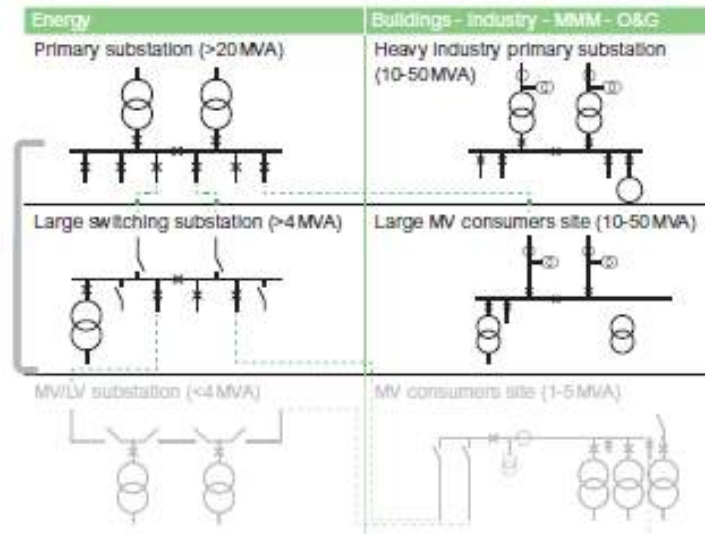 Energy
Buildings - Industry - MMM - O&G
Primary substation (>20 MVA)
Heavy industry primary substation
(10-50 MVA)
Large switching substation (>4 MVA)
Large MV consumers site (10-50 MVA)
MV/LV substation (<4 MVA)
MV consumers site (1-5 MVA)